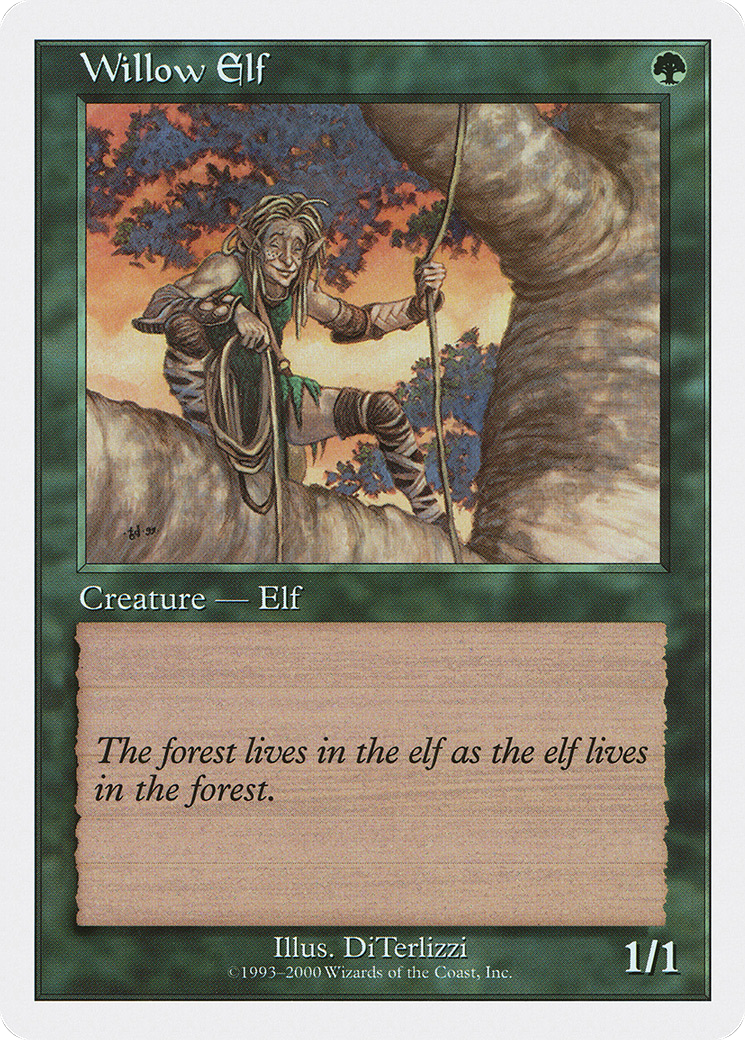 Willow Elf
Creature — Elf
The forest lives in the elf as the elf lives
in the forest.
Illus. DiTerlizzi
1/1
©1993–2000 Wizards of the Coast, Inc.